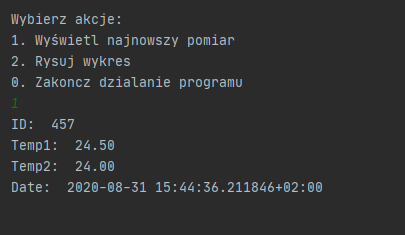 Wybierz akcje:
1. Wyświetl najnowszy pomiar
2. Rysuj wykres
0. Zakoncz dzialanie programu
1
ID:  457
Temp1:  24.50
Temp2:  24.00
Date:  2020-08-31 15:44:36.211846+02:00